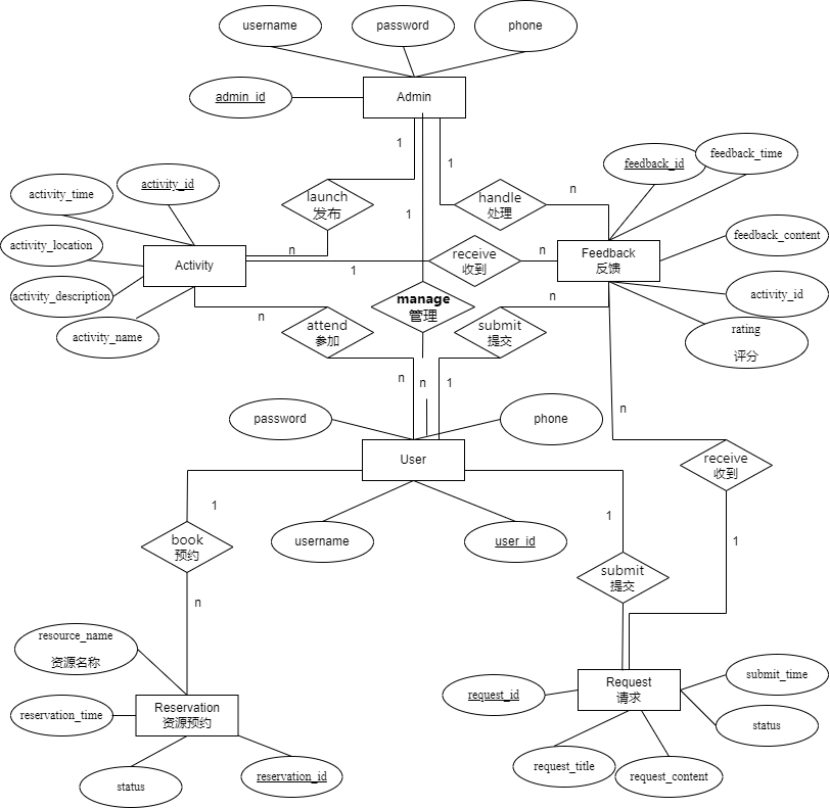 username
password
phone
admin_id
Admin
1
1
1
launch
发布
handle
处理
n
feedback_id
feedback_time
activity_time
activity_id
activity_location
activity_description
activity_name
Activity
n
1
receive
收到
n
Feedback
反馈
feedback_content
activity_id
rating
评分
manage
管理
n
attend
参加
n
submit
提交
n
n
1
n
password
phone
User
username
user_id
receive
收到
1
1
book
预约
n
1
submit
提交
resource_name
资源名称
reservation_time
Reservation
资源预约
status
reservation_id
request_id
Request
请求
submit_time
status
request_title
request_content